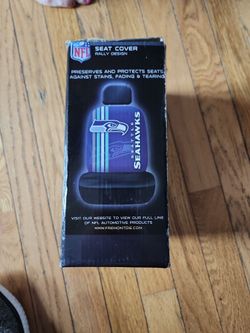 NFL
SEAT COVER
RALLY DESIGN
PRESERVES AND PROTECTS SEATS
AGAINST STAINS, FADING & TEARING
SEATTLE
SEAHAWKS
VISIT OUR WEBSITE TO VIEW OUR FULL LINE
OF NFL AUTOMOTIVE PRODUCTS
WWW.FREMONTDIE.COM